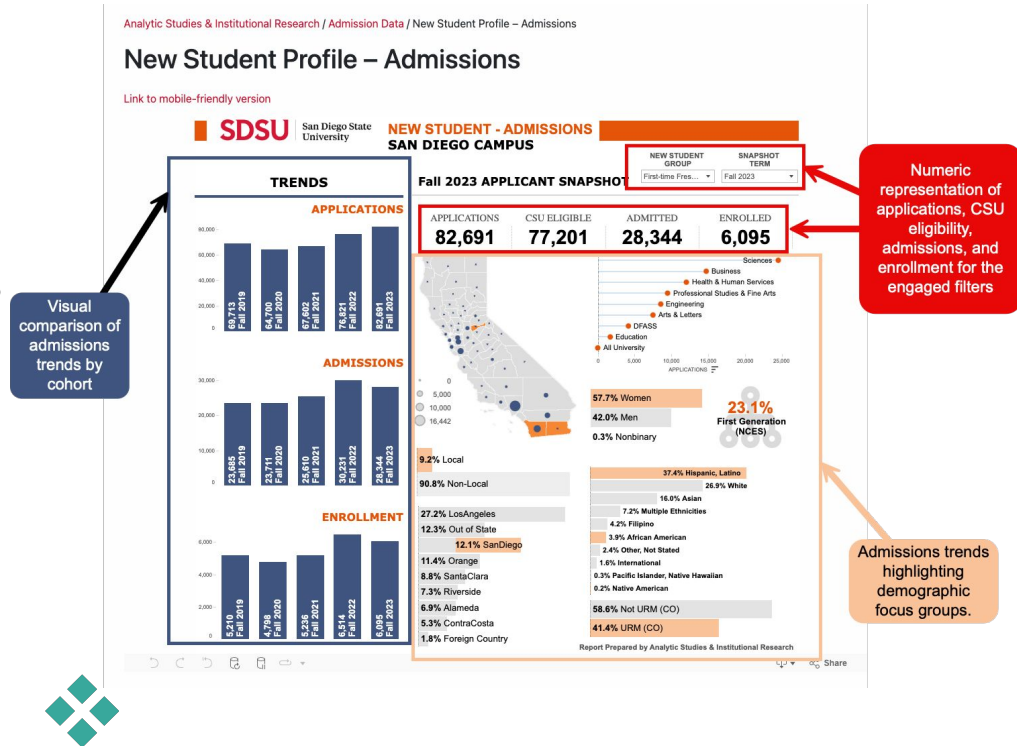 Analytic Studies & Institutional Research / Admission Data / New Student Profile – Admissions
New Student Profile – Admissions
Link to mobile-friendly version
SDSU
San Diego State
University
NEW STUDENT - ADMISSIONS
SAN DIEGO CAMPUS
NEW STUDENT
GROUP
First-time Fres...
SNAPSHOT
TERM
Fall 2023
TRENDS
APPLICATIONS
80,000
60,000
40,000
20,000
0
69,713
Fall 2019
64,700
Fall 2020
67,602
Fall 2021
76,821
Fall 2022
82,691
Fall 2023
ADMISSIONS
30,000
20,000
10,000
0
23,685
Fall 2019
23,711
Fall 2020
25,610
Fall 2021
30,231
Fall 2022
28,344
Fall 2023
ENROLLMENT
6,000
4,000
2,000
0
5,210
Fall 2019
4,798
Fall 2020
5,236
Fall 2021
6,514
Fall 2022
6,095
Fall 2023
Fall 2023 APPLICANT SNAPSHOT
APPLICATIONS
82,691
CSU ELIGIBLE
77,201
ADMITTED
28,344
ENROLLED
6,095
0
5,000
10,000
16,442
Sciences
Business
Health & Human Services
Professional Studies & Fine Arts
Engineering
Arts & Letters
DFASS
Education
All University
0 5,000 10,000 15,000 20,000 25,000
APPLICATIONS
57.7% Women
42.0% Men
0.3% Nonbinary
23.1%
First Generation
(NCES)
9.2% Local
90.8% Non-Local
27.2% LosAngeles
12.3% Out of State
12.1% SanDiego
11.4% Orange
8.8% SantaClara
7.3% Riverside
6.9% Alameda
5.3% ContraCosta
1.8% Foreign Country
37.4% Hispanic, Latino
26.9% White
16.0% Asian
7.2% Multiple Ethnicities
4.2% Filipino
3.9% African American
2.4% Other, Not Stated
1.6% International
0.3% Pacific Islander, Native Hawaiian
0.2% Native American
58.6% Not URM (CO)
41.4% URM (CO)
Report Prepared by Analytic Studies & Institutional Research
Share
Visual
comparison of
admissions
trends by
cohort
Numeric
representation of
applications, CSU
eligibility,
admissions, and
enrollment for the
engaged filters
Admissions trends
highlighting
demographic
focus groups.